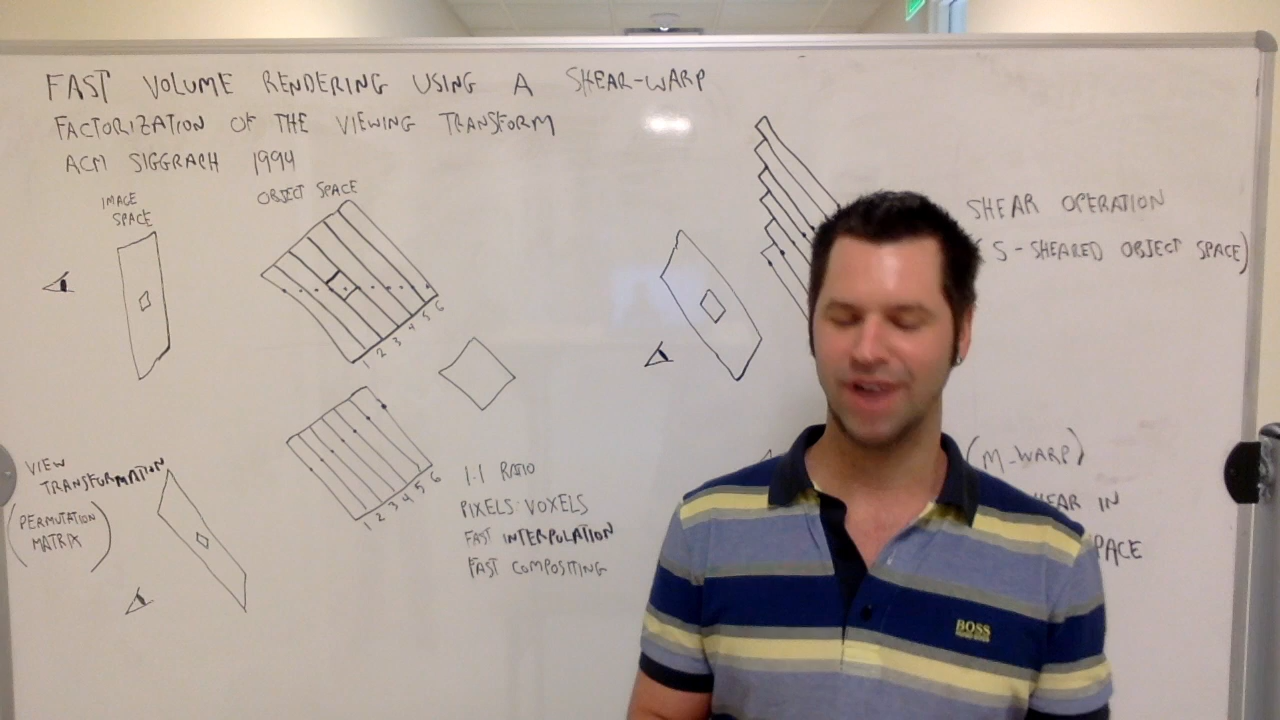 FAST VOLUME RENDERING USING A SHEAR-WARP
FACTORIZATION OF THE VIEWING TRANSFORM
ACM SIGGRAPH 1994
IMAGE
SPACE
OBJECT SPACE
1 2 3 4 5 6
SHEAR OPERATION
S - SHEARED OBJECT SPACE)
VIEW
TRANSFORMATION
(PERMUTATION
MATRIX)
1 2 3 4 5 6
1:1 RATIO
PIXELS:VOXELS
FAST INTERPOLATION
FAST COMPOSITING
(M-WARP)
IN
BOSS